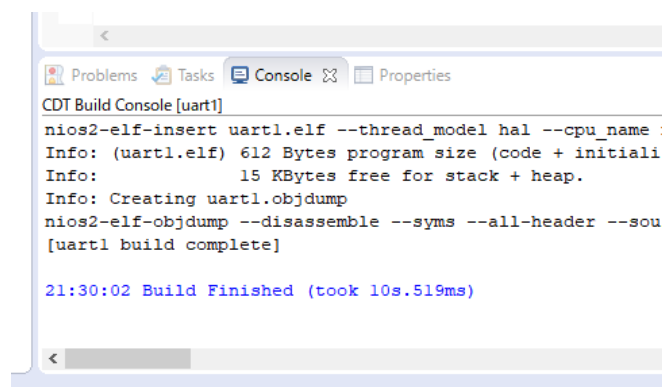 Problems Tasks Console Properties
CDT Build Console [uart1]
nios2-elf-insert uart1.elf --thread_model hal --cpu_name
Info: (uart1.elf) 612 Bytes program size (code + initiali
Info: 15 KBytes free for stack + heap.
Info: Creating uart1.objdump
nios2-elf-objdump --disassemble --syms --all-header --sou
[uart1 build complete]
21:30:02 Build Finished (took 10s.519ms)